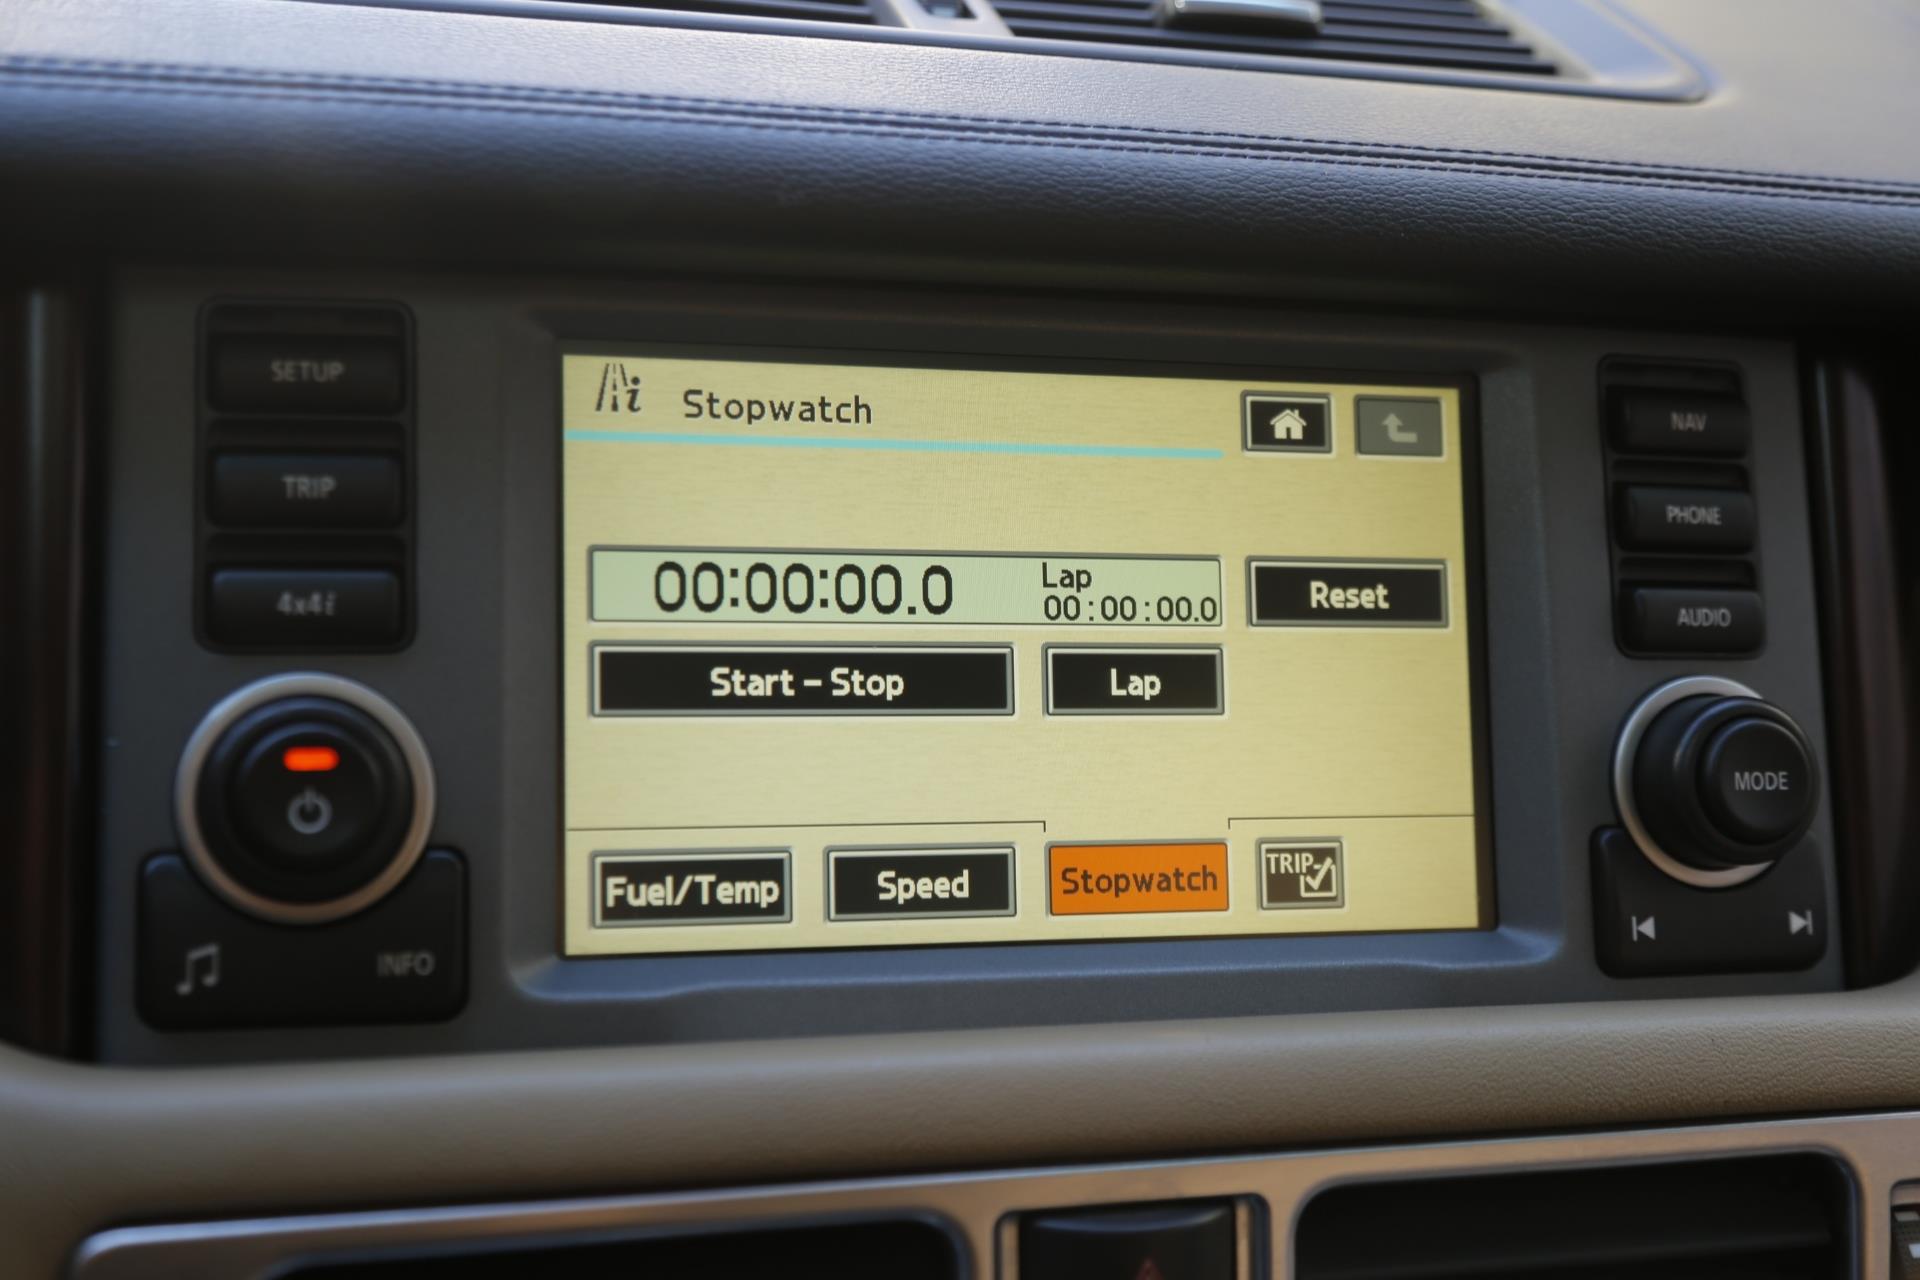 SETUP
TRIP
4x4i
INFO
Stopwatch
00:00:00.0
Lap
00:00:00.0
Reset
Start - Stop
Lap
Fuel/Temp
Speed
Stopwatch
TRIP
NAV
PHONE
AUDIO
MODE